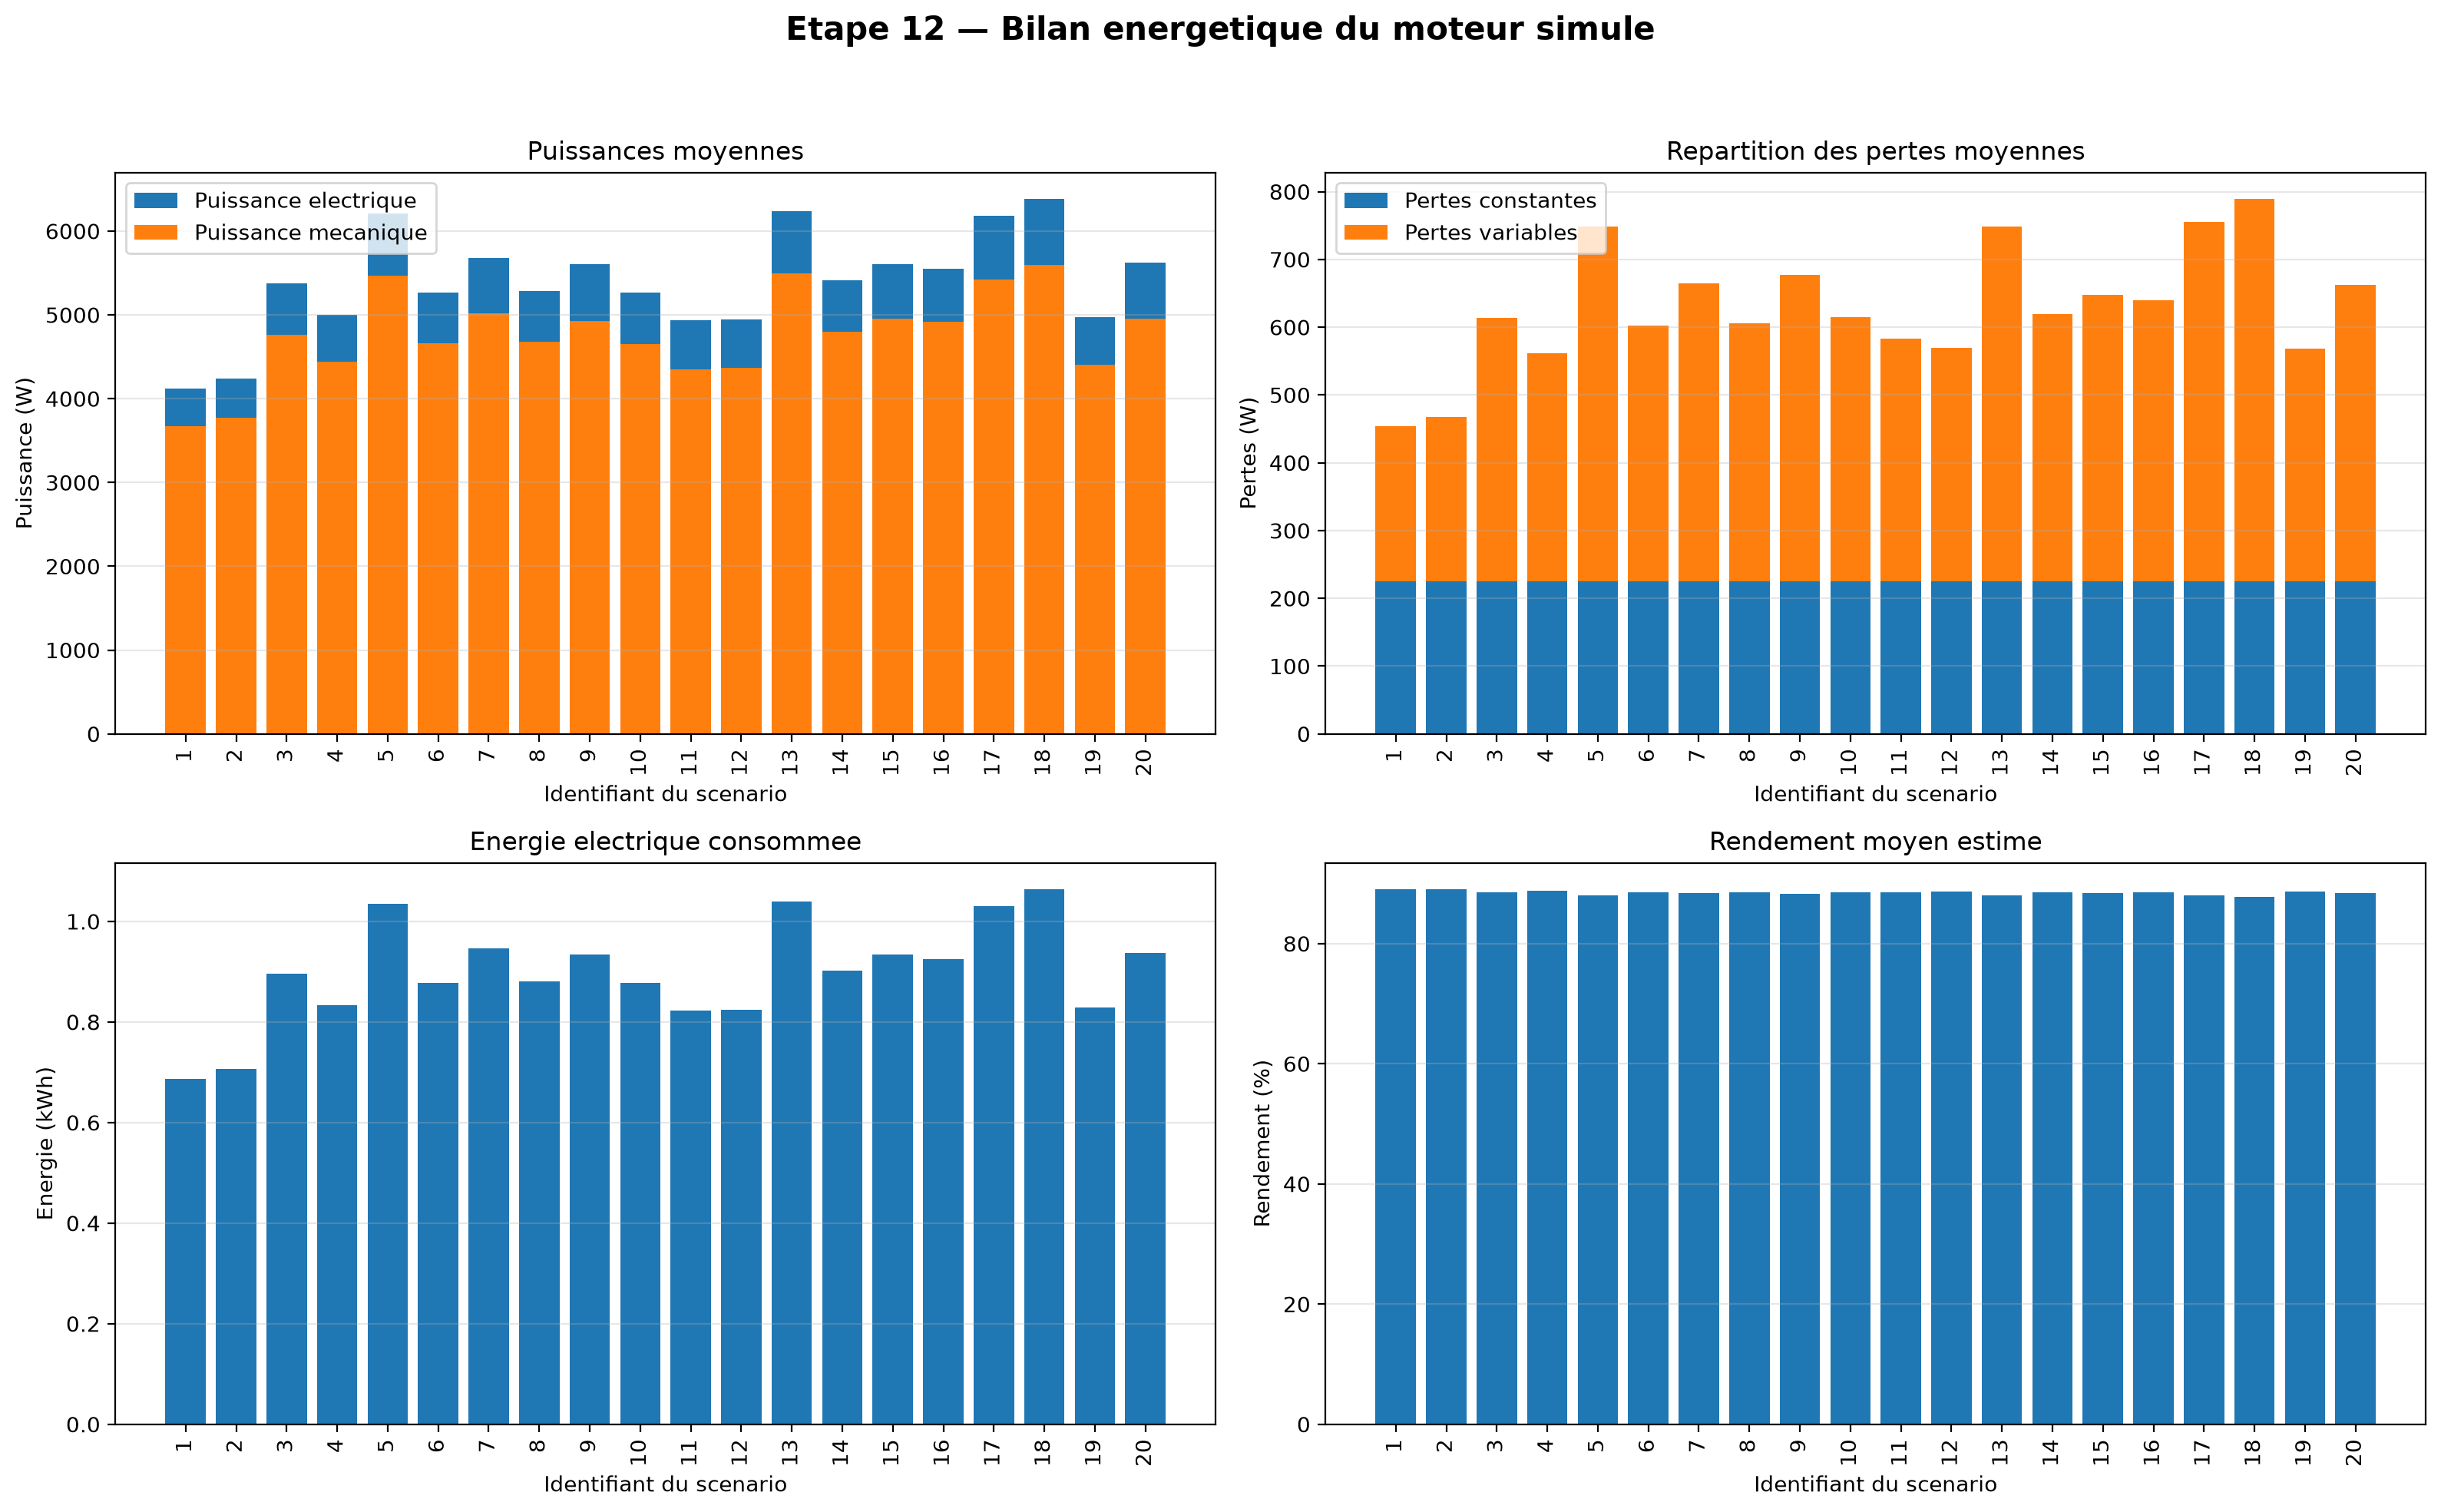 Etape 12 — Bilan energetique du moteur simule
Puissances moyennes
Puissance electrique
Puissance mecanique
Puissance (W)
6000
5000
4000
3000
2000
1000
0
1 2 3 4 5 6 7 8 9 10 11 12 13 14 15 16 17 18 19 20
Identifiant du scenario
Repartition des pertes moyennes
Pertes constantes
Pertes variables
Pertes (W)
800
700
600
500
400
300
200
100
0
1 2 3 4 5 6 7 8 9 10 11 12 13 14 15 16 17 18 19 20
Identifiant du scenario
Energie electrique consommee
Energie (kWh)
1.0
0.8
0.6
0.4
0.2
0.0
1 2 3 4 5 6 7 8 9 10 11 12 13 14 15 16 17 18 19 20
Identifiant du scenario
Rendement moyen estime
Rendement (%)
80
60
40
20
0
1 2 3 4 5 6 7 8 9 10 11 12 13 14 15 16 17 18 19 20
Identifiant du scenario